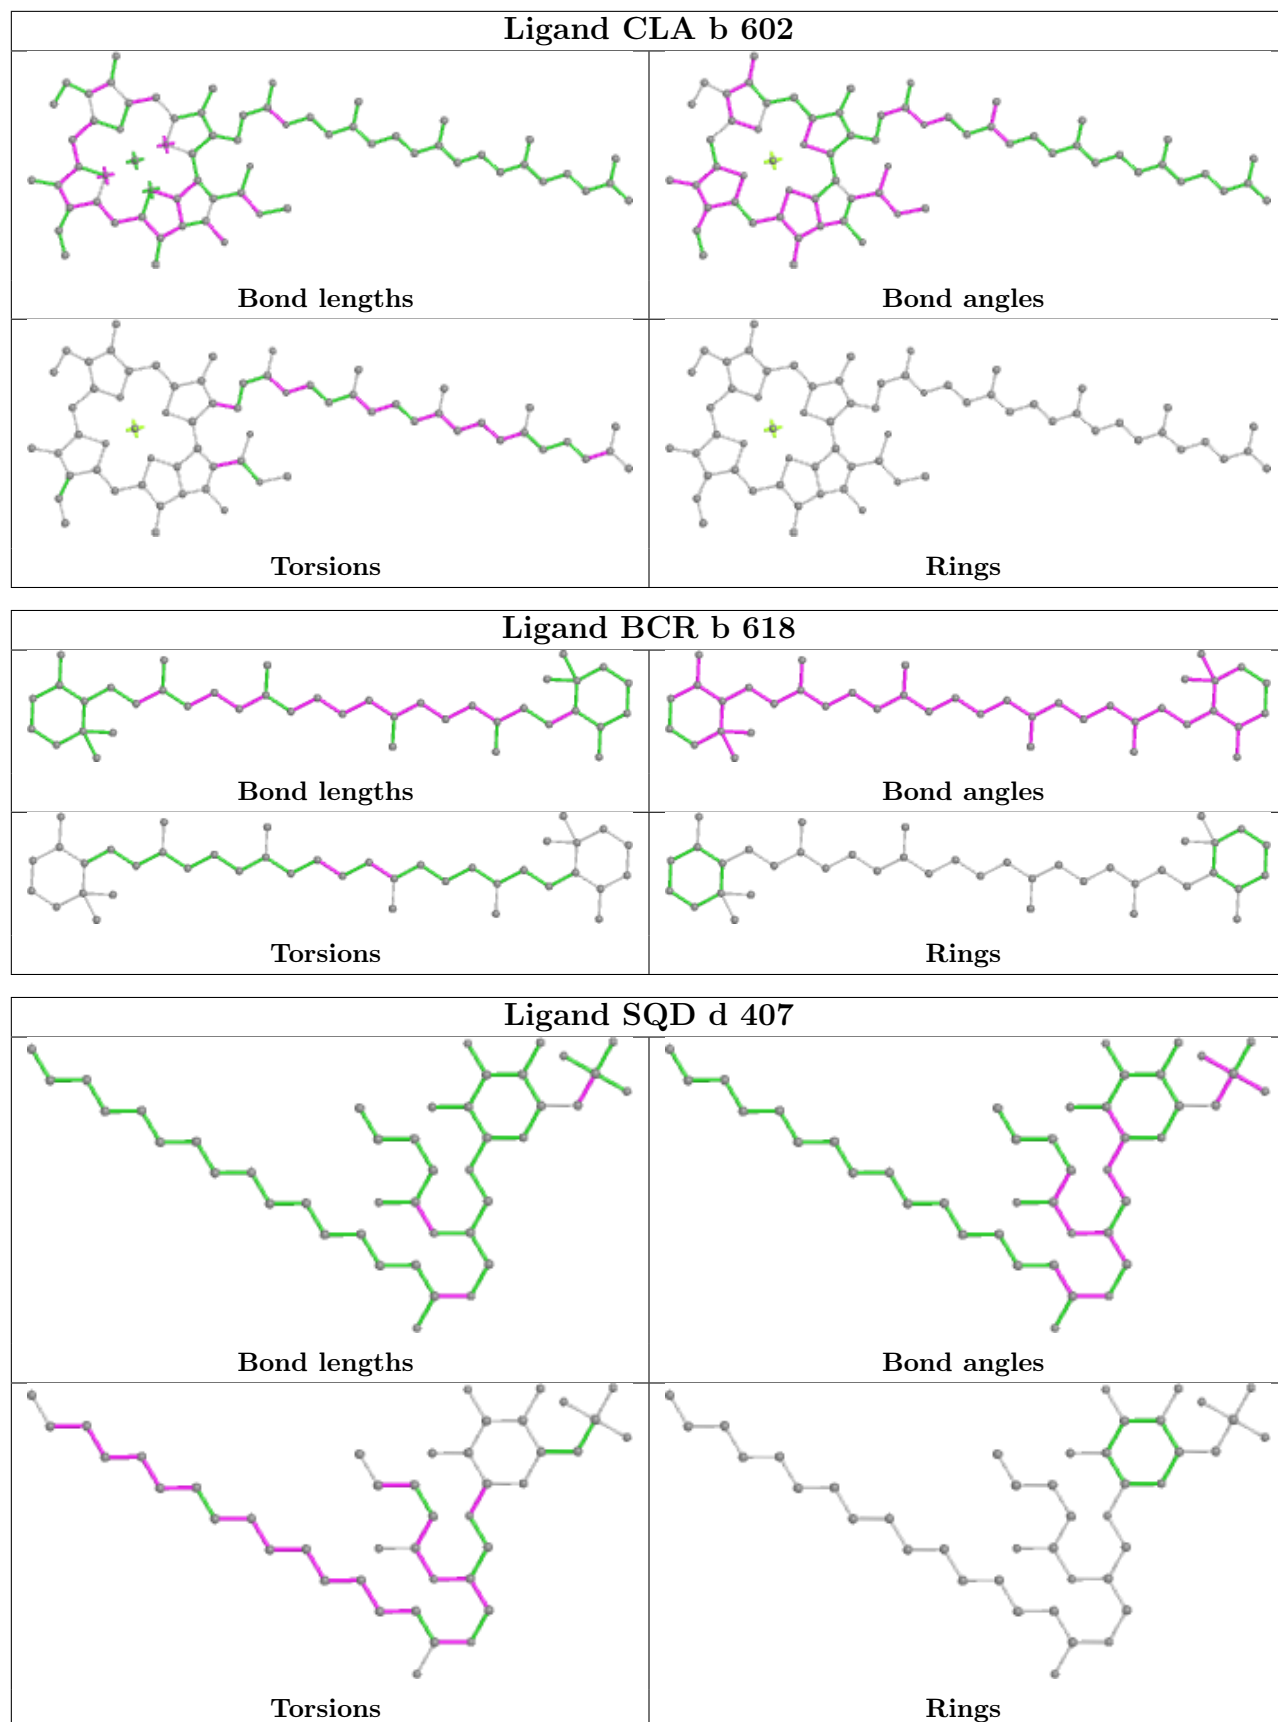 Ligand CLA b 602
Bond lengths
Bond angles
Torsions
Rings
Ligand BCR b 618
Bond lengths
Bond angles
Torsions
Rings
Ligand SQD d 407
Bond lengths
Bond angles
Torsions
Rings